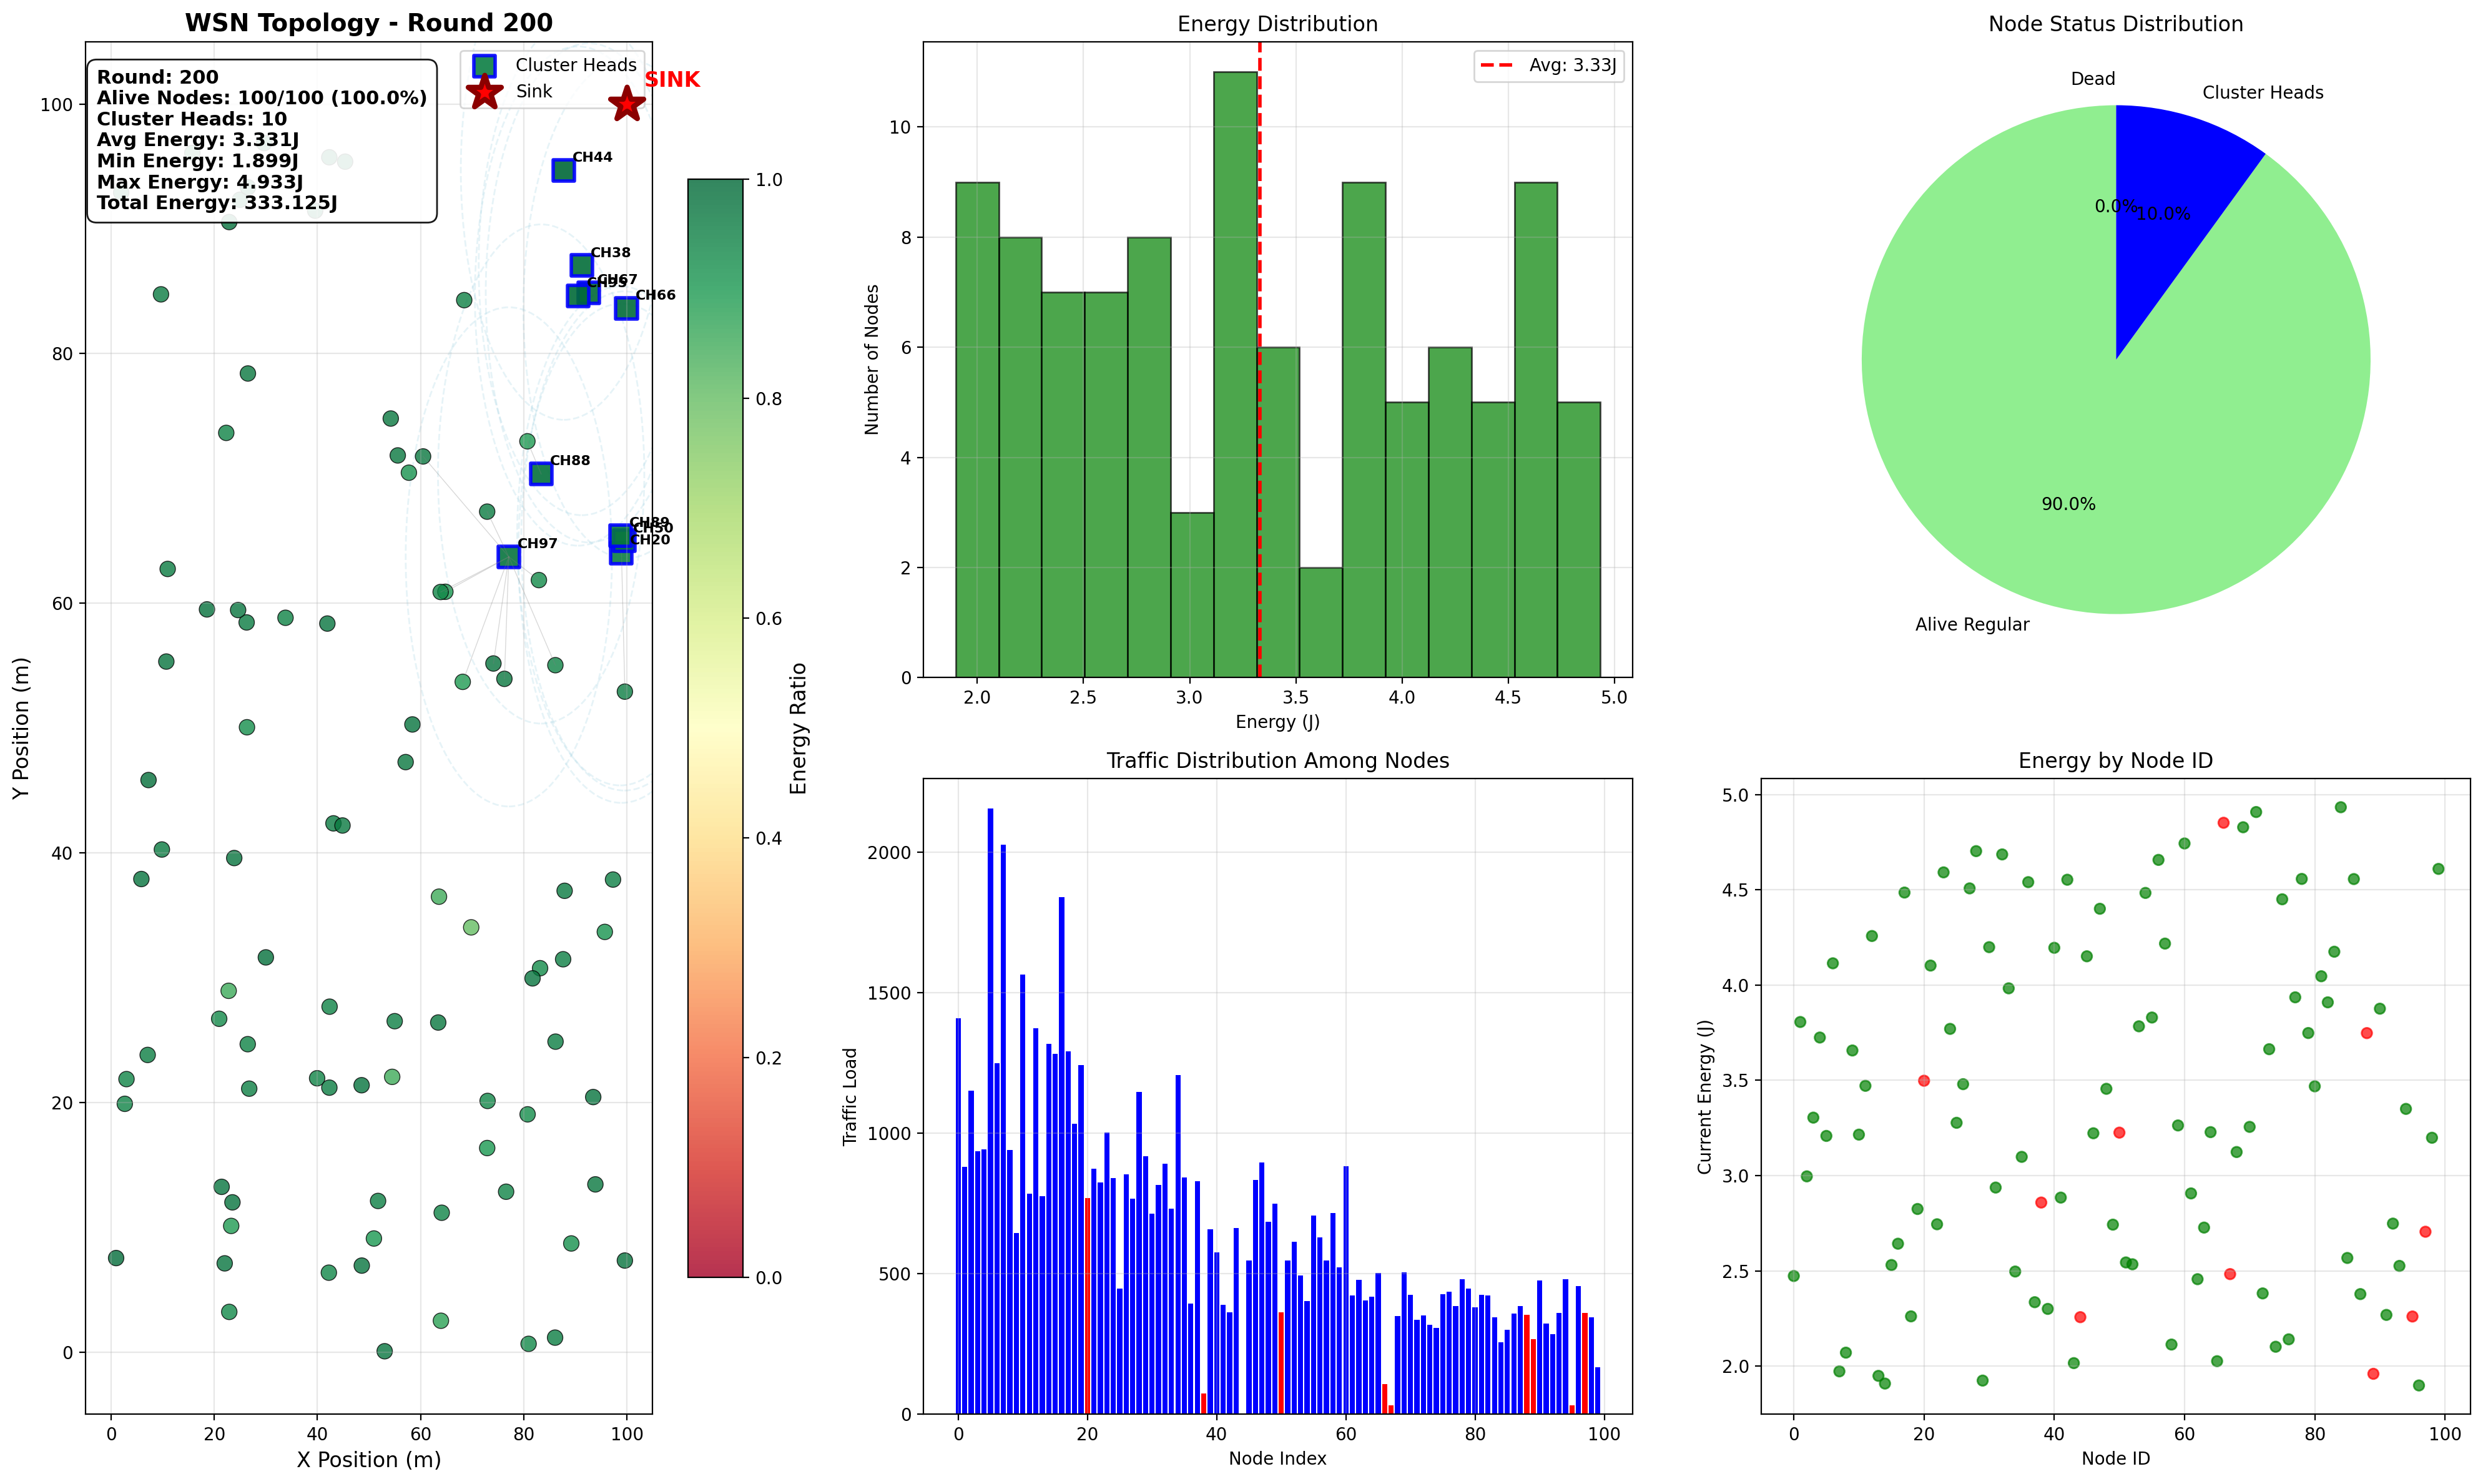 WSN Topology - Round 200
Round: 200
Alive Nodes: 100/100 (100.0%)
Cluster Heads: 10
Avg Energy: 3.331J
Min Energy: 1.899J
Max Energy: 4.933J
Total Energy: 333.125J
Cluster Heads
Sink
SINK
CH44
CH38
CH67
CH95
CH66
CH88
CH89
CH50
CH20
CH97
100
80
60
40
20
0
Y Position (m)
0 20 40 60 80 100
X Position (m)
1.0
0.8
0.6
0.4
0.2
0.0
Energy Ratio
Energy Distribution
Avg: 3.33J
10
8
6
4
2
0
Number of Nodes
2.0 2.5 3.0 3.5 4.0 4.5 5.0
Energy (J)
Node Status Distribution
Dead
Cluster Heads
0.0%
10.0%
90.0%
Alive Regular
Traffic Distribution Among Nodes
2000
1500
1000
500
0
Traffic Load
0 20 40 60 80 100
Node Index
Energy by Node ID
5.0
4.5
4.0
3.5
3.0
2.5
2.0
Current Energy (J)
0 20 40 60 80 100
Node ID